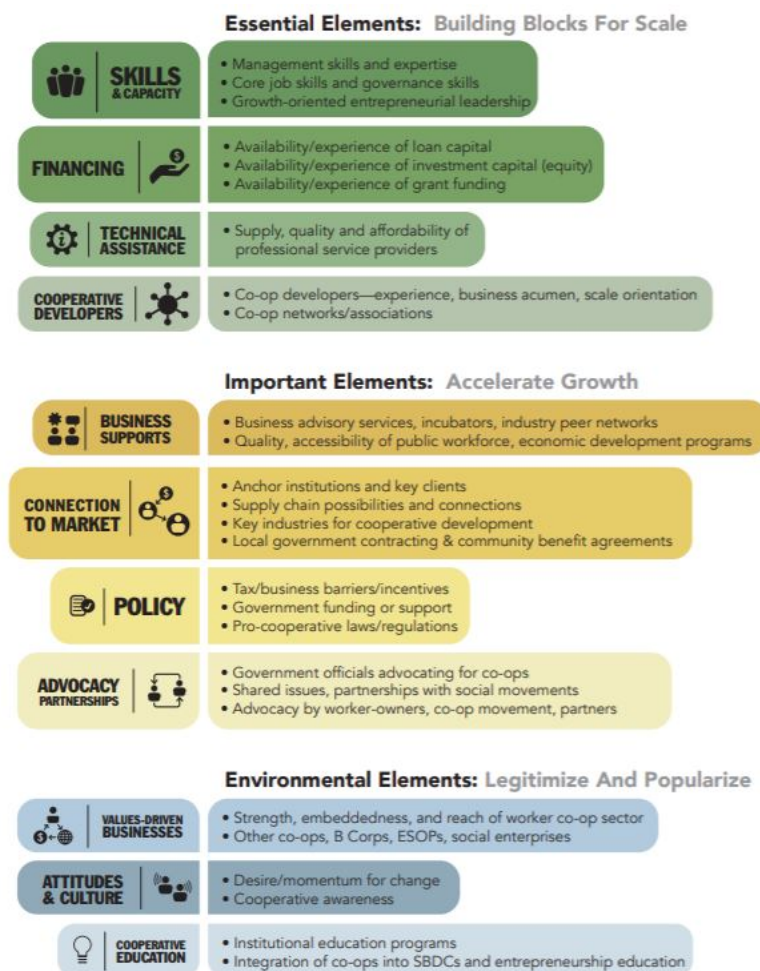 Essential Elements: Building Blocks For Scale
SKILLS
& CAPACITY
• Management skills and expertise
• Core job skills and governance skills
• Growth-oriented entrepreneurial leadership
FINANCING
• Availability/experience of loan capital
• Availability/experience of investment capital (equity)
• Availability/experience of grant funding
TECHNICAL
ASSISTANCE
• Supply, quality and affordability of
professional service providers
COOPERATIVE
DEVELOPERS
• Co-op developers—experience, business acumen, scale orientation
• Co-op networks/associations
Important Elements: Accelerate Growth
BUSINESS
SUPPORTS
• Business advisory services, incubators, industry peer networks
• Quality, accessibility of public workforce, economic development programs
CONNECTION
TO MARKET
• Anchor institutions and key clients
• Supply chain possibilities and connections
• Key industries for cooperative development
• Local government contracting & community benefit agreements
POLICY
• Tax/business barriers/incentives
• Government funding or support
• Pro-cooperative laws/regulations
ADVOCACY
PARTNERSHIPS
• Government officials advocating for co-ops
• Shared issues, partnerships with social movements
• Advocacy by worker-owners, co-op movement, partners
Environmental Elements: Legitimize And Popularize
VALUES-DRIVEN
BUSINESSES
• Strength, embeddedness, and reach of worker co-op sector
• Other co-ops, B Corps, ESOPs, social enterprises
ATTITUDES
& CULTURE
• Desire/momentum for change
• Cooperative awareness
COOPERATIVE
EDUCATION
• Institutional education programs
• Integration of co-ops into SBDCs and entrepreneurship education